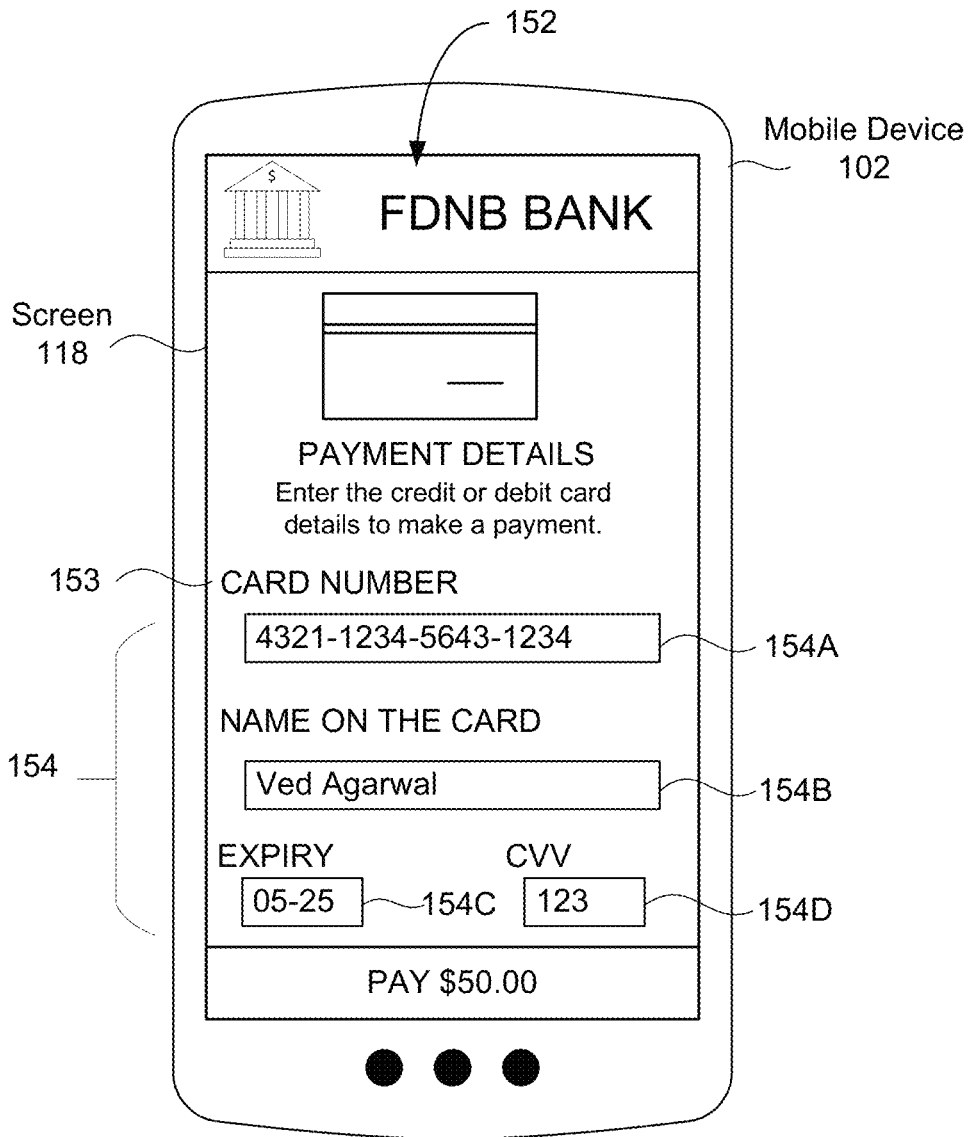 152
Mobile Device
102
$
FDNB BANK
Screen
118
PAYMENT DETAILS
Enter the credit or debit card
details to make a payment.
153
CARD NUMBER
4321-1234-5643-1234
154A
NAME ON THE CARD
154
Ved Agarwal
154B
EXPIRY
CVV
05-25
154C
123
154D
PAY $50.00